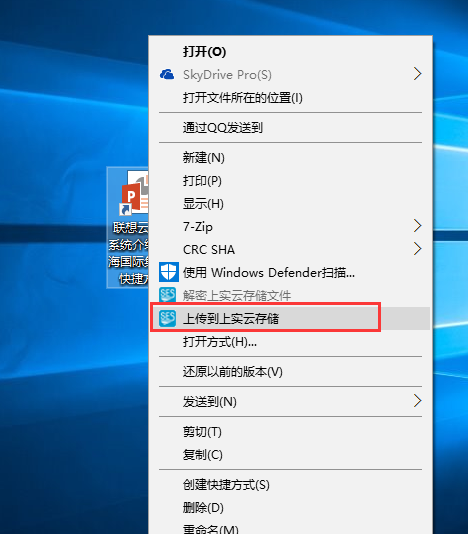 打开(O)
SkyDrive Pro(S)
打开文件所在的位置(I)
通过QQ发送到
新建(N)
打印(P)
显示(H)
7-Zip
CRC SHA
使用 Windows Defender扫描...
解密上实云存储文件
上传到上实云存储
打开方式(H)...
还原以前的版本(V)
发送到(N)
剪切(T)
复制(C)
创建快捷方式(S)
删除(D)
重命名(M)
联想云
系统介绍
海国际集
快捷方